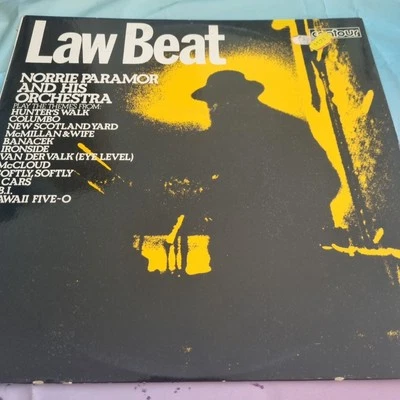 Law Beat
contour
NORRIE PARAMOR
AND HIS
ORCHESTRA
PLAY THE THEMES FROM:
HUNTER'S WALK
COLUMBO
NEW SCOTLAND YARD
McMILLAN & WIFE
BANACEK
IRONSIDE
VAN DER VALK (EYE LEVEL)
McCLOUD
SOFTLY, SOFTLY
CARS
B.I.
AWAII FIVE-O